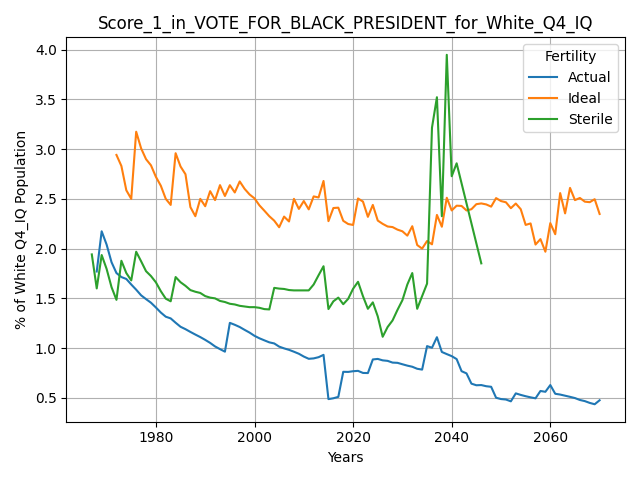 Score_1_in_VOTE_FOR_BLACK_PRESIDENT_for_White_Q4_IQ
4.0
3.5
3.0
2.5
2.0
1.5
1.0
0.5
% of White Q4_IQ Population
Fertility
Actual
Ideal
Sterile
1980
2000
2020
2040
2060
Years